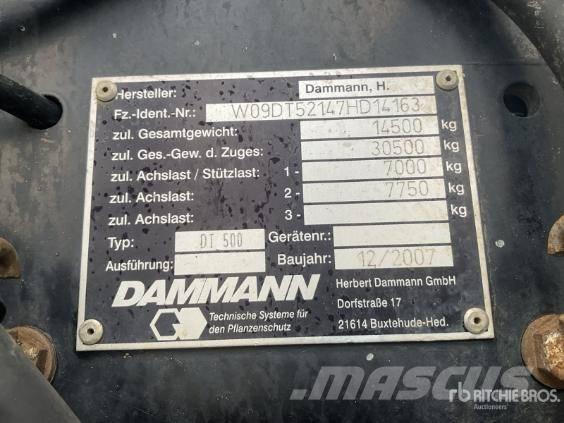 Hersteller: Dammann, H.
Fz.-Ident.-Nr.: W09DT52147HD14163
zul. Gesamtgewicht: 14500 kg
zul. Ges.-Gew. d. Zuges: 30500 kg
zul. Achslast / Stützlast: 1- 7000 kg
zul. Achslast: 2- 7750 kg
zul. Achslast: 3- kg
Typ: DT 500 Gerätenr.:
Ausführung: Baujahr: 12/2007
DAMMANN
Herbert Dammann GmbH
Dorfstraße 17
21614 Buxtehude-Hed.
Technische Systeme für
den Pflanzenschutz
MASCUS
rb RITCHIE BROS.
Auctioneers